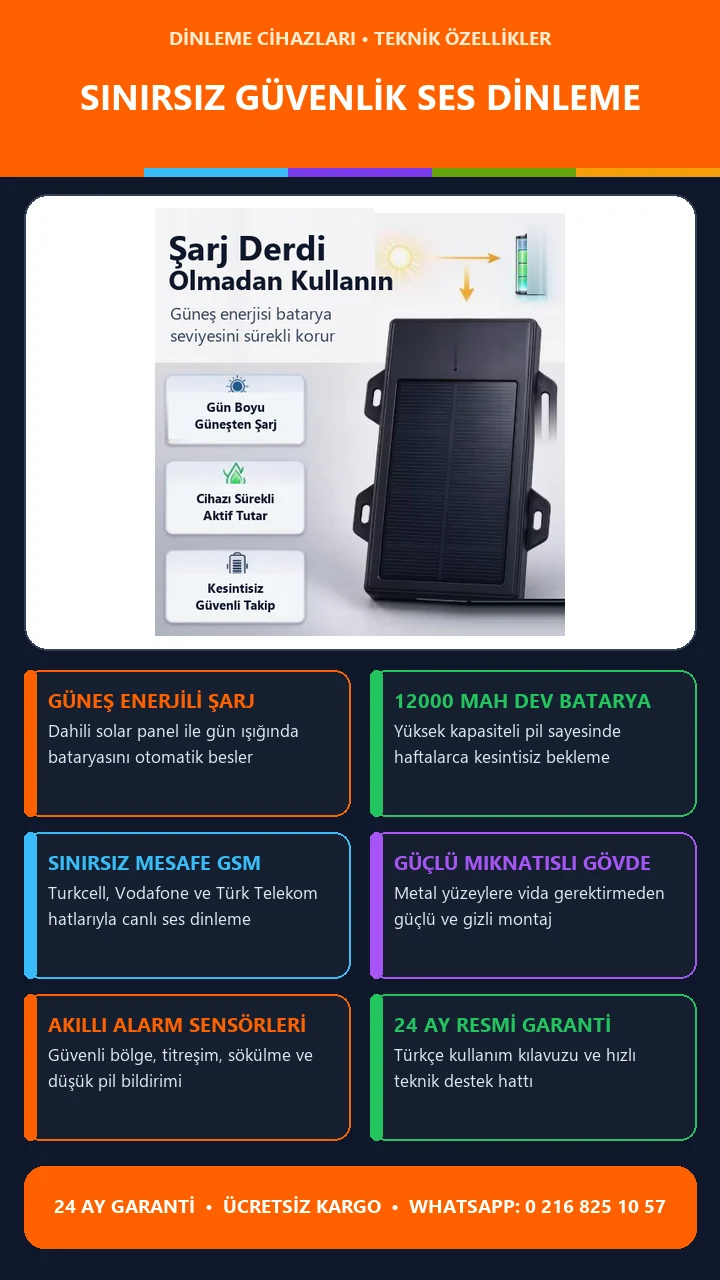 DİNLEME CİHAZLARI • TEKNİK ÖZELLİKLER
SINIRSIZ GÜVENLİK SES DİNLEME
Şarj Derdi
Olmadan Kullanın
Güneş enerjisi batarya
seviyesini sürekli korur
Gün Boyu
Güneşten Şarj
Cihazı Sürekli
Aktif Tutar
Kesintisiz
Güvenli Takip
GÜNEŞ ENERJİLİ ŞARJ
Dahili solar panel ile gün ışığında
bataryasını otomatik besler
12000 MAH DEV BATARYA
Yüksek kapasiteli pil sayesinde
haftalarca kesintisiz bekleme
SINIRSIZ MESAFE GSM
Turkcell, Vodafone ve Türk Telekom
hatlarıyla canlı ses dinleme
GÜÇLÜ MIKNATISLI GÖVDE
Metal yüzeylere vida gerektirmeden
güçlü ve gizli montaj
AKILLI ALARM SENSÖRLERİ
Güvenli bölge, titreşim, sökülme ve
düşük pil bildirimi
24 AY RESMİ GARANTİ
Türkçe kullanım kılavuzu ve hızlı
teknik destek hattı
24 AY GARANTİ • ÜCRETSİZ KARGO • WHATSAPP: 0 216 825 10 57